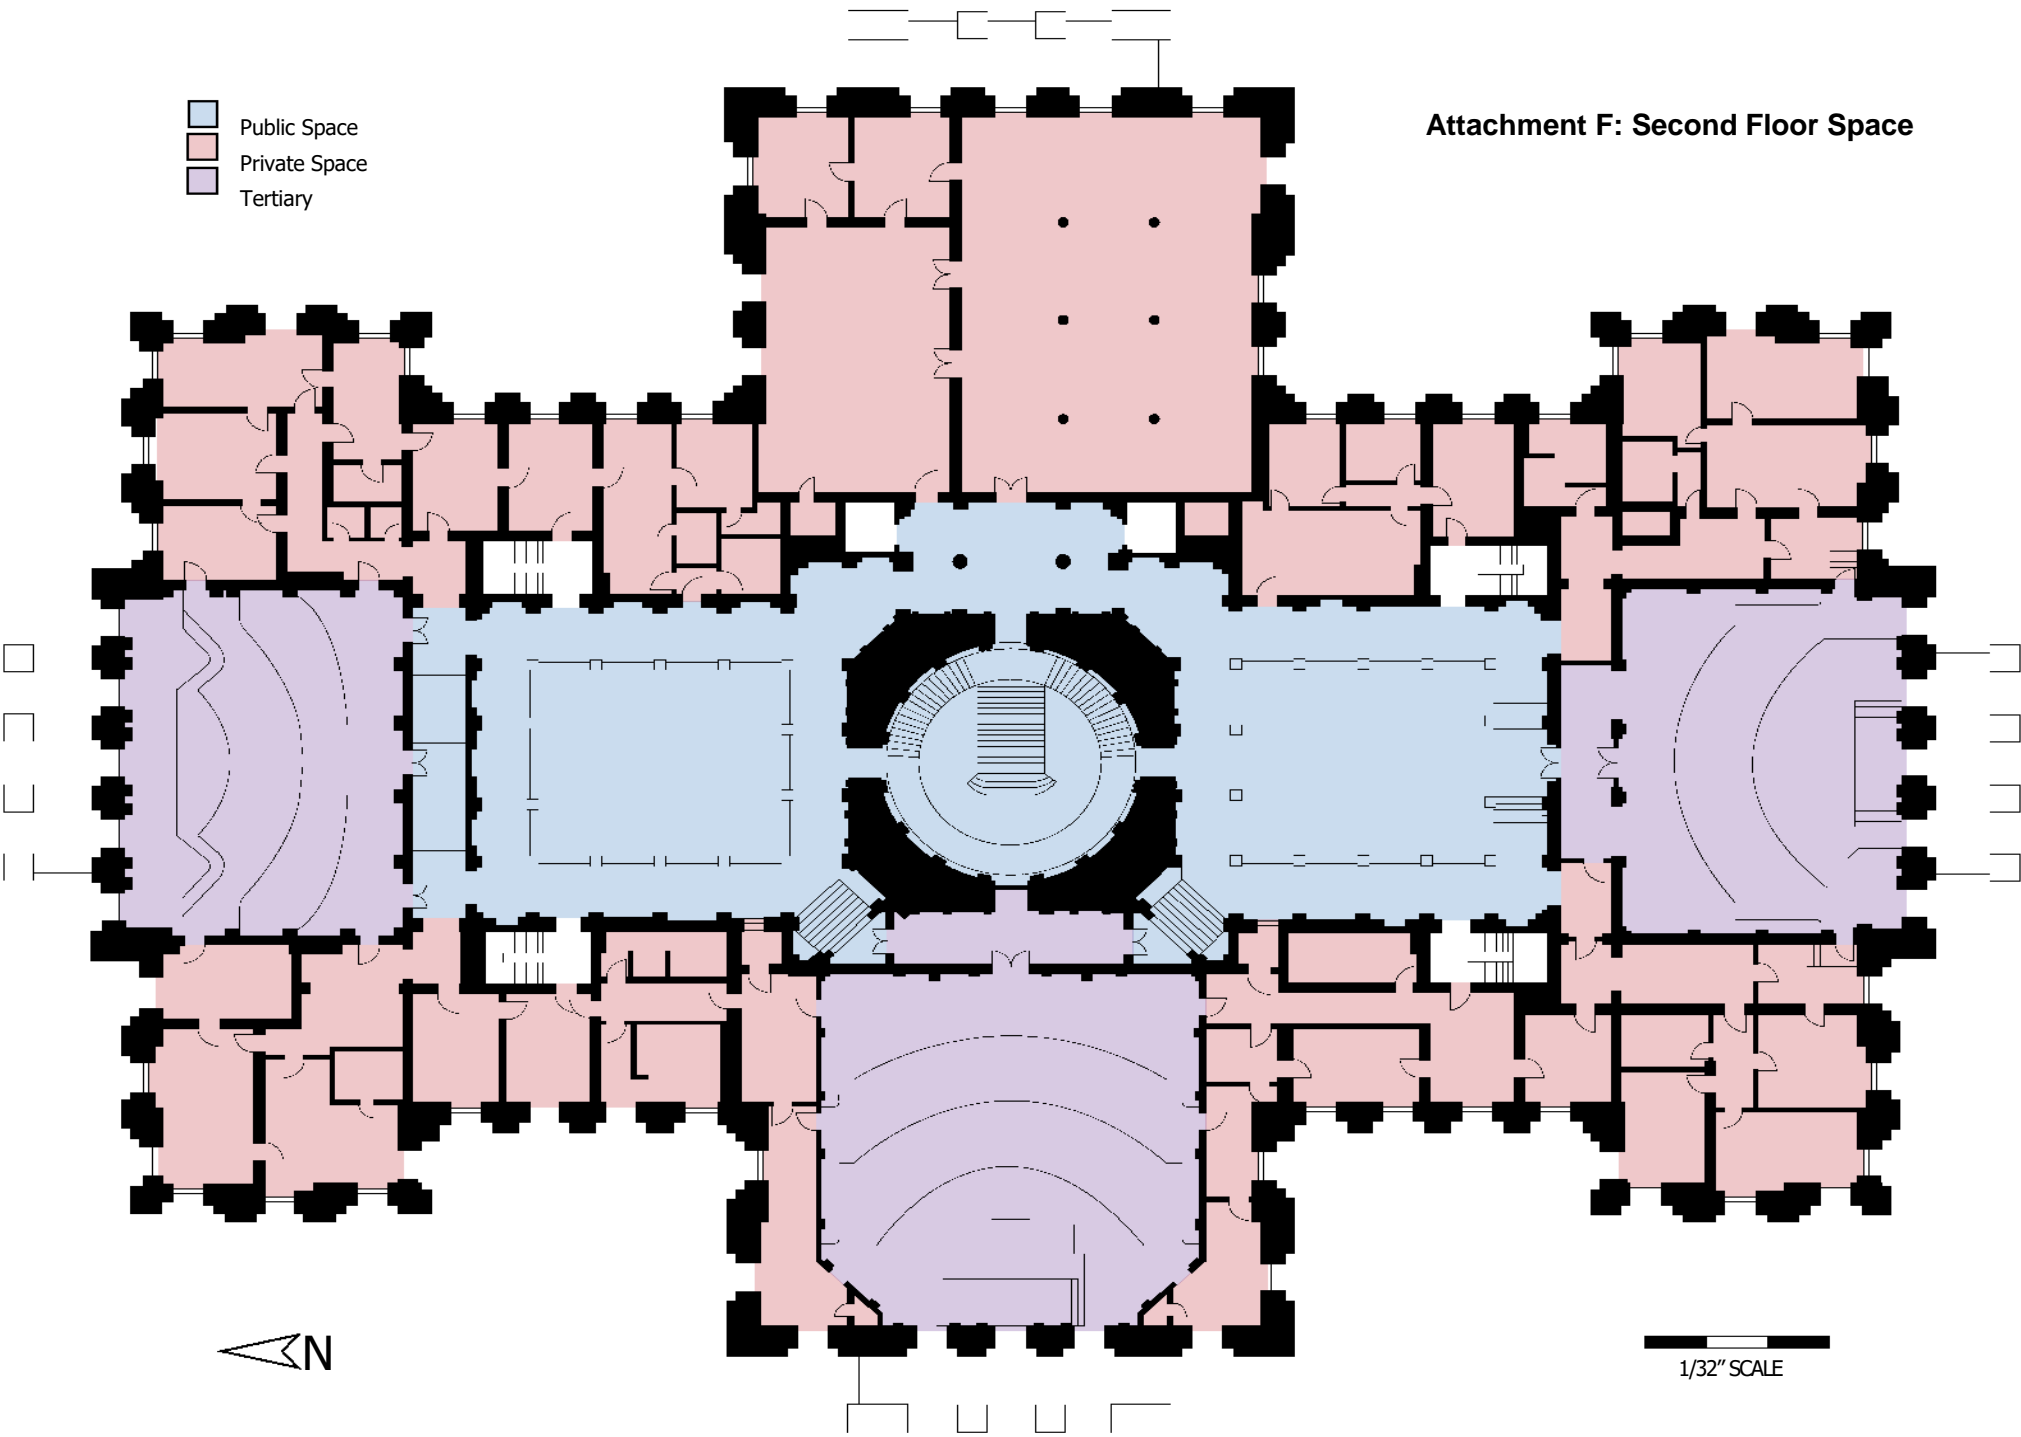 Attachment F: Second Floor Space
Public Space
Private Space
Tertiary
N
1/32" SCALE